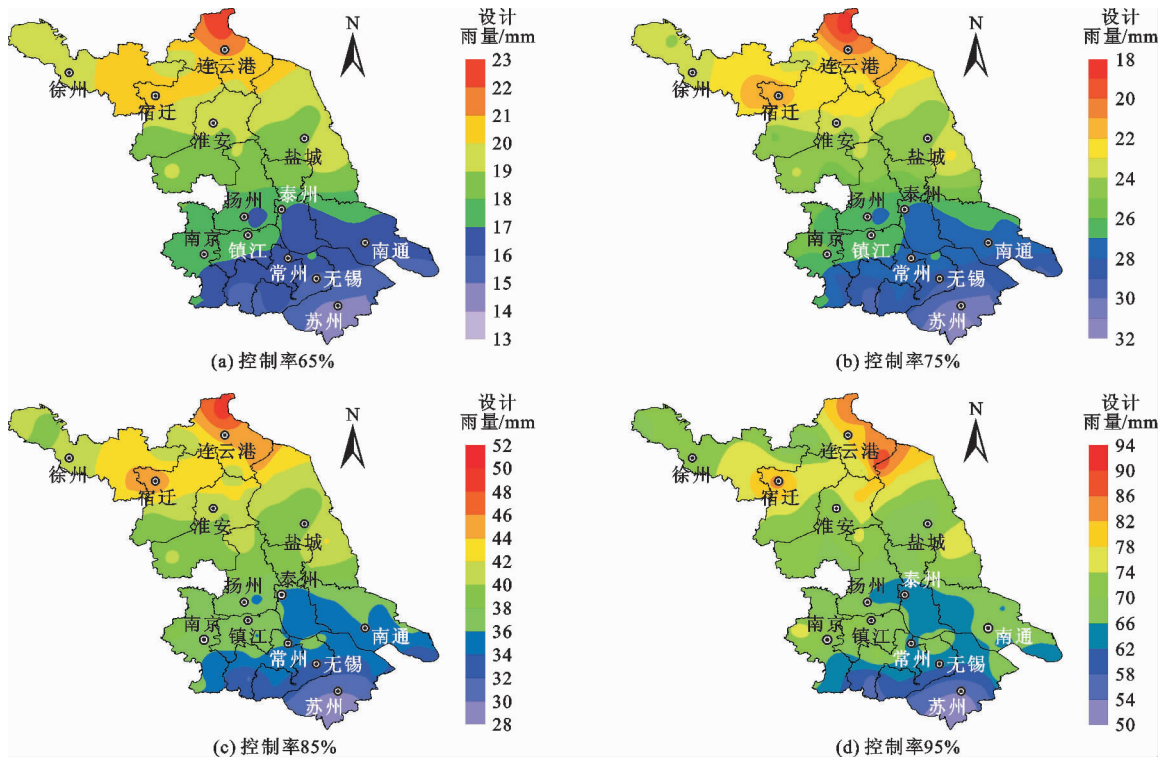 设计
雨量/mm
N
23
22
21
20
19
18
17
16
15
14
13
连云港
徐州
宿迁
淮安
盐城
泰州
扬州
南京
镇江
南通
常州
无锡
苏州
(a) 控制率65%
设计
雨量/mm
N
18
20
22
24
26
28
30
32
连云港
徐州
宿迁
淮安
盐城
泰州
扬州
南京
镇江
南通
常州
无锡
苏州
(b) 控制率75%
设计
雨量/mm
N
52
50
48
46
44
42
40
38
36
34
32
30
28
连云港
徐州
宿迁
淮安
盐城
泰州
扬州
南京
镇江
南通
常州
无锡
苏州
(c) 控制率85%
设计
雨量/mm
N
94
90
86
82
78
74
70
66
62
58
54
50
连云港
徐州
宿迁
淮安
盐城
泰州
扬州
南京
镇江
南通
常州
无锡
苏州
(d) 控制率95%